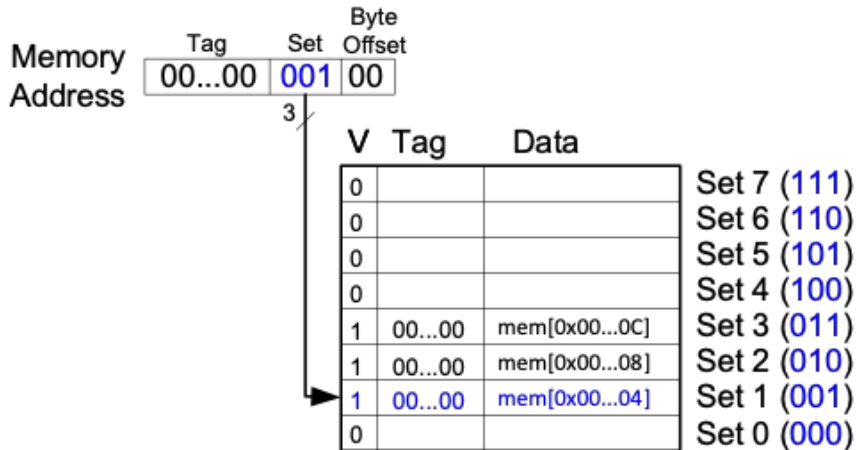 Byte
Tag Set Offset
Memory Address 00...00 001 00
3
V Tag Data
0 Set 7 (111)
0 Set 6 (110)
0 Set 5 (101)
0 Set 4 (100)
1 00...00 mem[0x00...0C] Set 3 (011)
1 00...00 mem[0x00...08] Set 2 (010)
1 00...00 mem[0x00...04] Set 1 (001)
0 Set 0 (000)